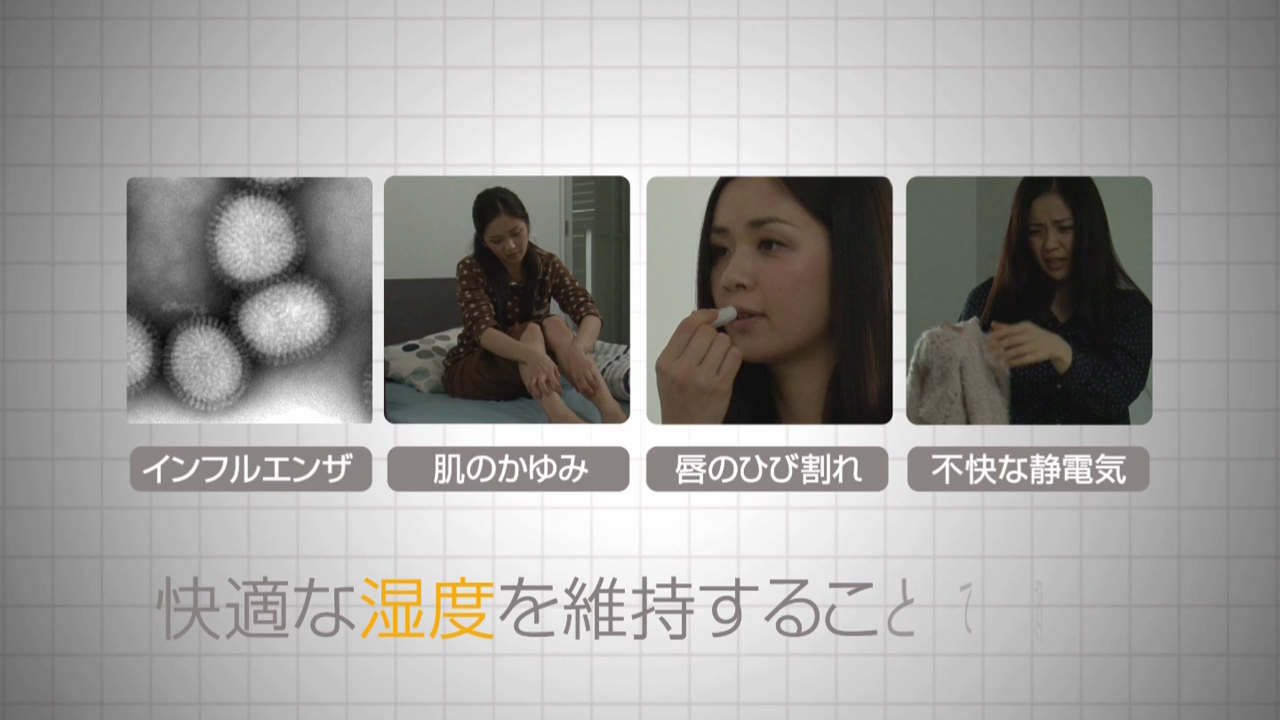 インフルエンザ
肌のかゆみ
唇のひび割れ
不快な静電気
快適な湿度を維持すること